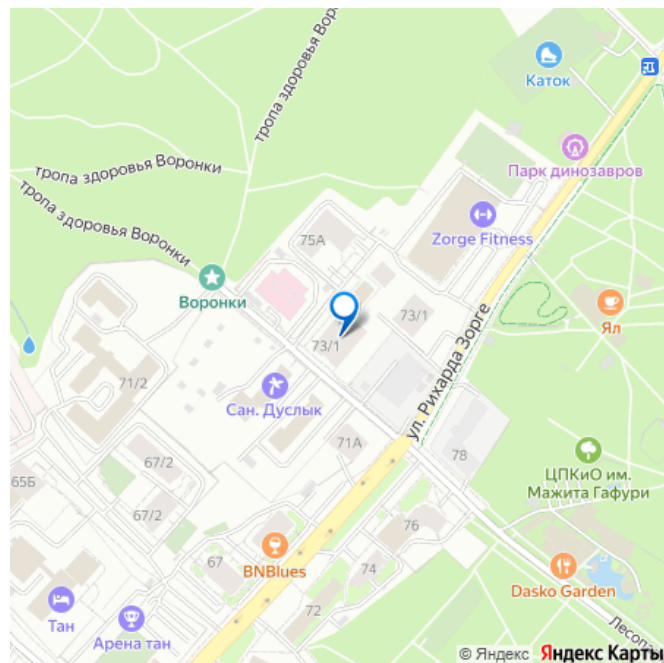 тропа здоровья Воронки
Каток
Парк динозавров
тропа здоровья Воронки
тропа здоровья Воронки
Zorge Fitness
75А
Воронки
73/1
73/1
Ял
ул. Рихарда Зорге
71/2
Сан. Дуслык
71А
78
ЦПКиО им.
Мажита Гафури
67/2
65Б
67/2
76
BNBlues
67
74
Dasko Garden
72
Тан
Арена тан
Лесопа
© Яндекс Яндекс Карты